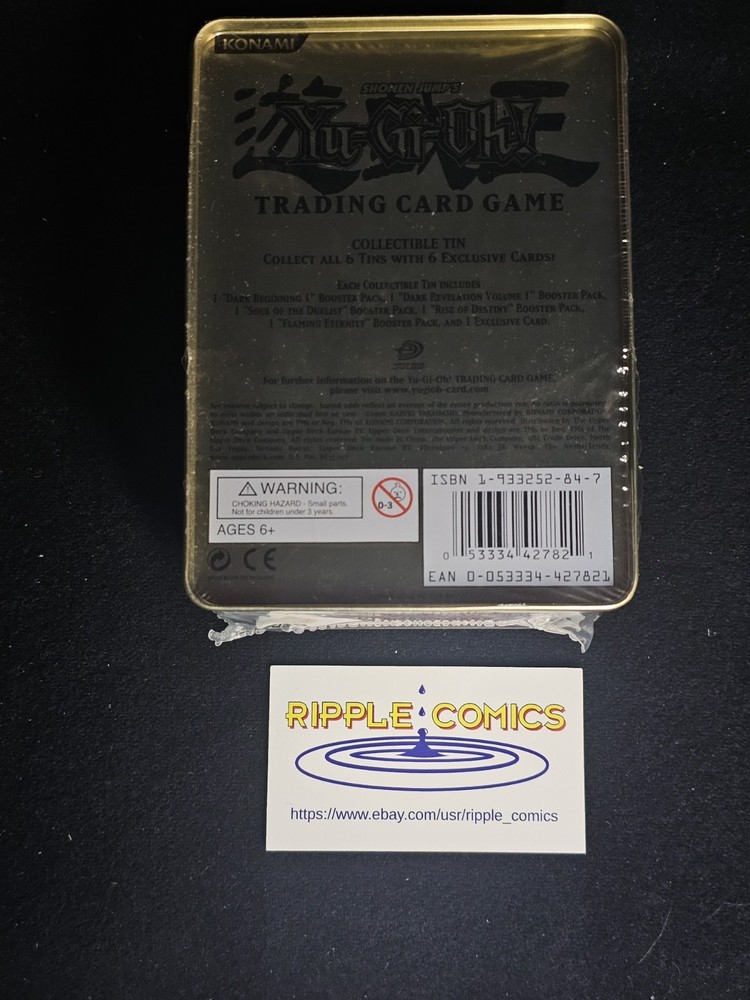 KONAMI
SHONEN JUMP'S
遊 王
Yu-Gi-Oh!
TRADING CARD GAME
COLLECTIBLE TIN
COLLECT ALL 6 TINS WITH 6 EXCLUSIVE CARDS!
EACH COLLECTIBLE TIN INCLUDES
1 "DARK BEGINNING 1" BOOSTER PACK, 1 "DARK REVELATION VOLUME 1" BOOSTER PACK,
1 "SOUL OF THE DUELIST" BOOSTER PACK, 1 "RISE OF DESTINY" BOOSTER PACK,
1 "FLAMING ETERNITY" BOOSTER PACK, AND 1 EXCLUSIVE CARD.
For further information on the Yu-Gi-Oh! TRADING CARD GAME,
please visit www.yugioh-card.com
WARNING:
CHOKING HAZARD - Small parts.
Not for children under 3 years.
0-3
AGES 6+
CE
ISBN 1-933252-84-7
0 53334 42782 1
EAN 0-053334-427821
RIPPLE COMICS
https://www.ebay.com/usr/ripple_comics